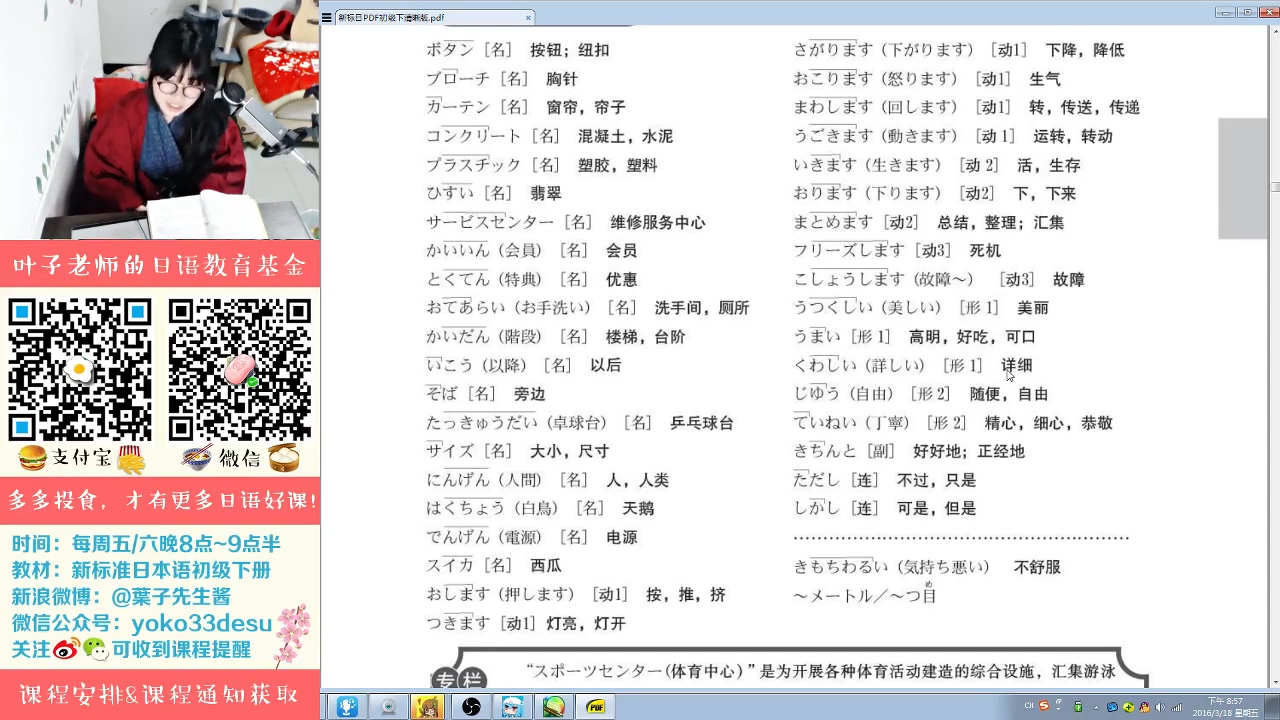 新标日PDF初级下清晰版.pdf
叶子老师的日语教育基金
支付宝
微信
多多投食，才有更多日语好课!
时间：每周五/六晚8点~9点半
教材：新标准日本语初级下册
新浪微博：@葉子先生酱
微信公众号：yoko33desu
关注 可收到课程提醒
课程安排&课程通知获取
ボタン［名］ 按钮；纽扣
ブローチ［名］ 胸针
カーテン［名］ 窗帘，帘子
コンクリート［名］ 混凝土，水泥
プラスチック［名］ 塑胶，塑料
ひすい［名］ 翡翠
サービスセンター［名］ 维修服务中心
かいいん（会員）［名］ 会员
とくてん（特典）［名］ 优惠
おてあらい（お手洗い）［名］ 洗手间，厕所
かいだん（階段）［名］ 楼梯，台阶
いこう（以降）［名］ 以后
そば［名］ 旁边
たっきゅうだい（卓球台）［名］ 乒乓球台
サイズ［名］ 大小，尺寸
にんげん（人間）［名］ 人，人类
はくちょう（白鳥）［名］ 天鹅
でんげん（電源）［名］ 电源
スイカ［名］ 西瓜
おします（押します）［动1］ 按，推，挤
つきます［动1］ 灯亮，灯开
さがります（下がります）［动1］ 下降，降低
おこります（怒ります）［动1］ 生气
まわします（回します）［动1］ 转，传送，传递
うごきます（動きます）［动 1］ 运转，转动
いきます（生きます）［动 2］ 活，生存
おります（下ります）［动2］ 下，下来
まとめます［动2］ 总结，整理；汇集
フリーズします［动3］ 死机
こしょうします（故障～）［动3］ 故障
うつくしい（美しい）［形 1］ 美丽
うまい［形 1］ 高明，好吃，可口
くわしい（詳しい）［形 1］ 详细
じゆう（自由）［形 2］ 随便，自由
ていねい（丁寧）［形 2］ 精心，细心，恭敬
きちんと［副］ 好好地；正经地
ただし［连］ 不过，只是
しかし［连］ 可是，但是
きもちわるい（気持ち悪い） 不舒服
め
～メートル／～つ目
专栏
“スポーツセンター(体育中心)”是为开展各种体育活动建造的综合设施，汇集游泳
PDF
CH
下午 8:57
2016/3/18 星期五